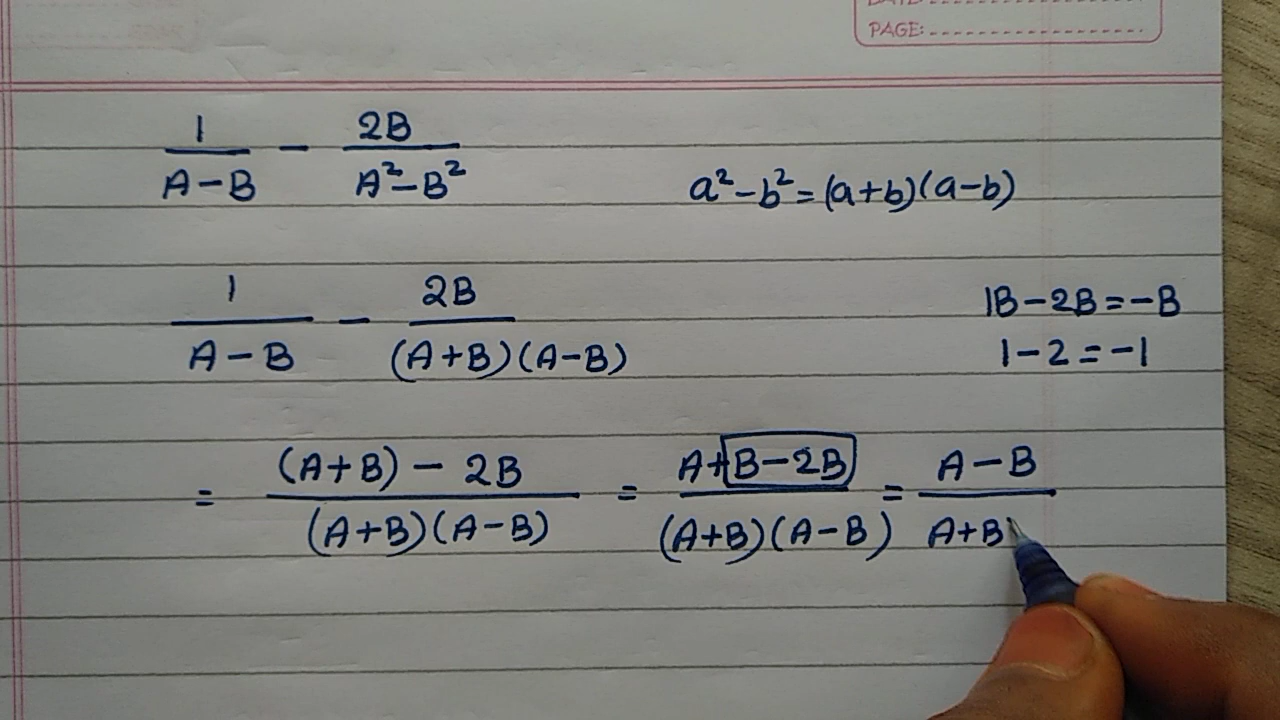 PAGE:
1/(A-B) - 2B/(A²-B²)
a²-b²=(a+b)(a-b)
1/(A-B) - 2B/((A+B)(A-B))
1B-2B=-B
1-2=-1
= ((A+B)-2B)/((A+B)(A-B)) = (A+B-2B)/((A+B)(A-B)) = (A-B)/(A+B